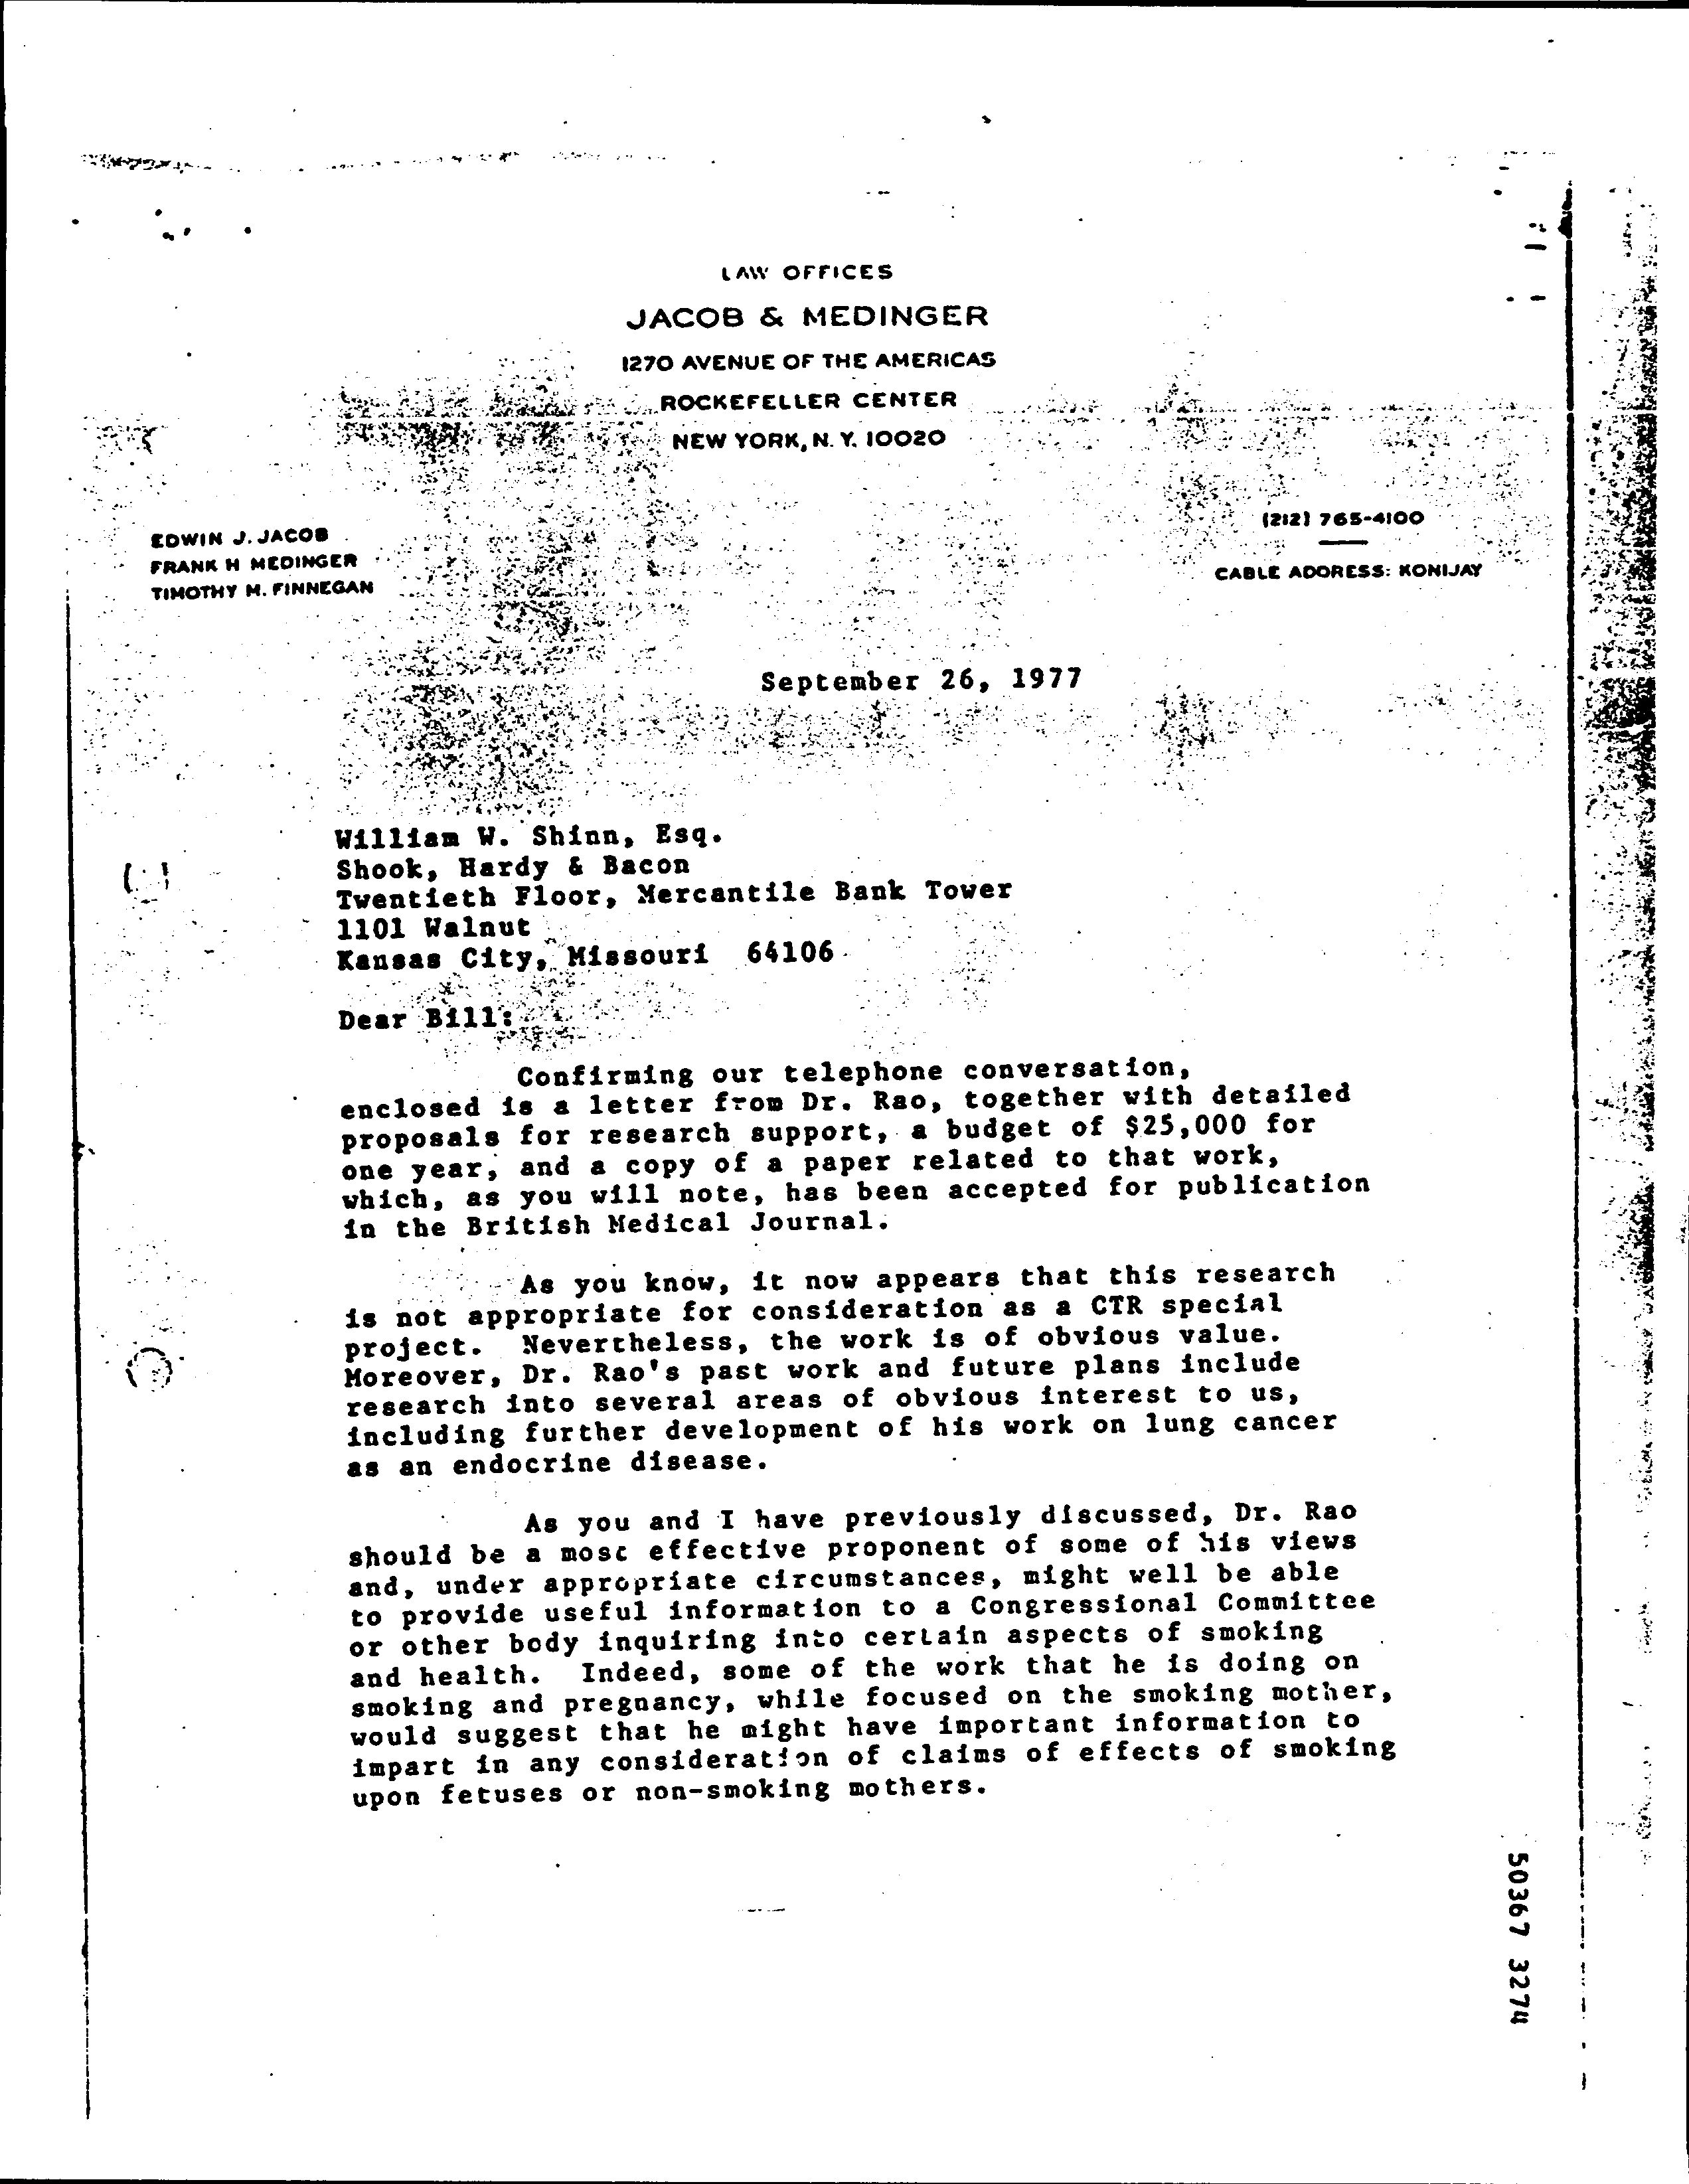 LAW OFFICES
JACOB & MEDINGER
1270 AVENUE OF THE AMERICAS
ROCKEFELLER CENTER
NEW YORK, N. Y. 10020
EDWIN J. JACOB
FRANK H MEDINGER
TIMOTHY M. FINNEGAN
(212) 765-4100
CABLE ADDRESS: KONIJAY
September 26, 1977
William W. Shinn, Esq.
Shook, Hardy & Bacon
Twentieth Floor, Mercantile Bank Tower
1101 Walnut
Kansas City, Missouri 64106
Dear Bill:
Confirming our telephone conversation,
enclosed is a letter from Dr. Rao, together with detailed
proposals for research support, a budget of $25,000 for
one year, and a copy of a paper related to that work,
which, as you will note, has been accepted for publication
in the British Medical Journal.
As you know, it now appears that this research
is not appropriate for consideration as a CTR special
project. Nevertheless, the work is of obvious value.
Moreover, Dr. Rao's past work and future plans include
research into several areas of obvious interest to us,
including further development of his work on lung cancer
as an endocrine disease.
As you and I have previously discussed, Dr. Rao
should be a most effective proponent of some of his views
and, under appropriate circumstances, might well be able
to provide useful information to a Congressional Committee
or other body inquiring into certain aspects of smoking
and health. Indeed, some of the work that he is doing on
smoking and pregnancy, while focused on the smoking mother,
would suggest that he might have important information to
impart in any consideration of claims of effects of smoking
upon fetuses or non-smoking mothers.
50367 3274